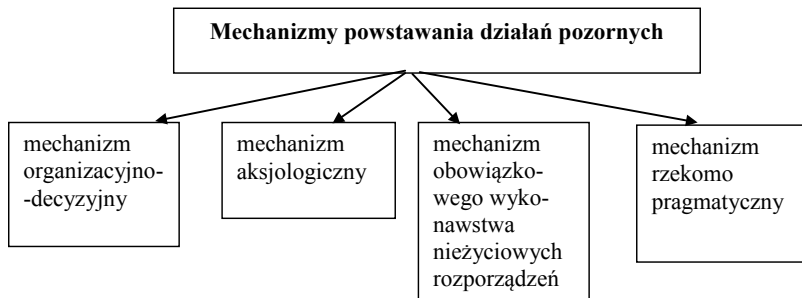 Mechanizmy powstawania działań pozornych
mechanizm
organizacyjno-
-decyzyjny
mechanizm
aksjologiczny
mechanizm
obowiązko-
wego wyko-
nawstwa
nieżyciowych
rozporządzeń
mechanizm
rzekomo
pragmatyczny